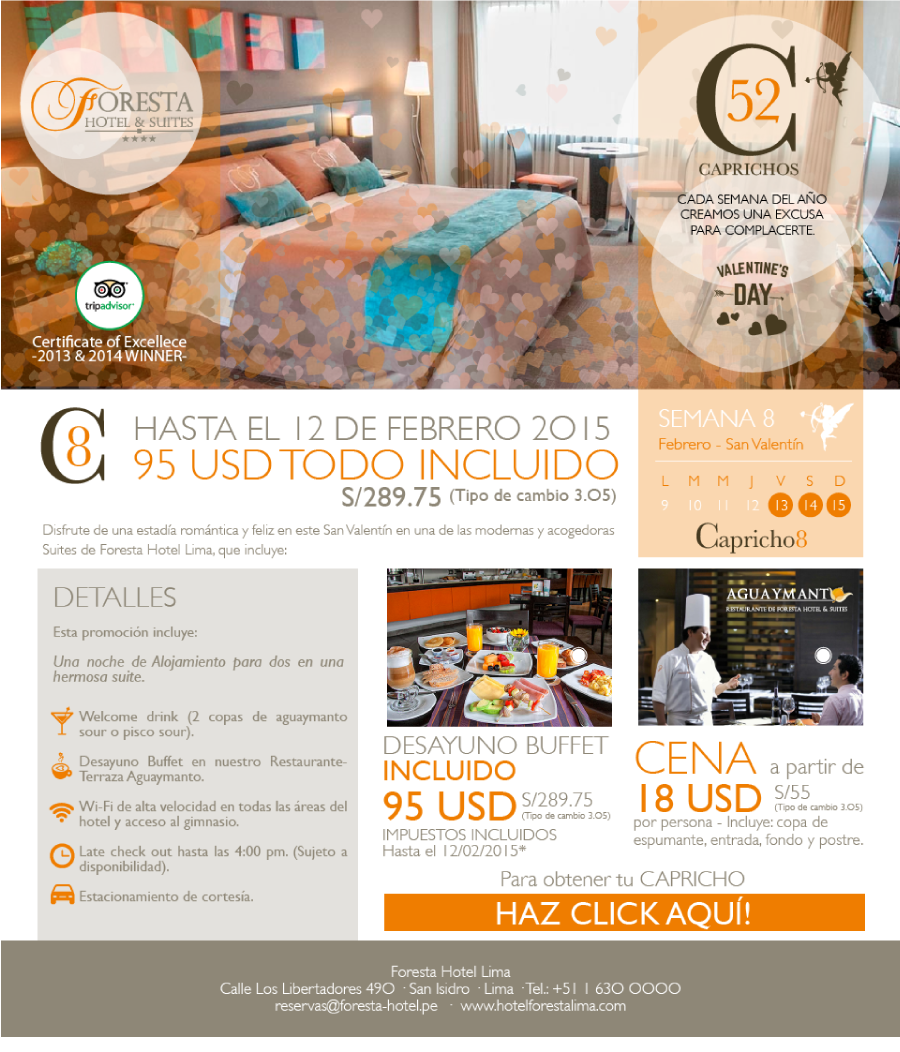 FORESTA
HOTEL & SUITES
52
C
CAPRICHOS
CADA SEMANA DEL AÑO
CREAMOS UNA EXCUSA
PARA COMPLACERTE.
VALENTINE'S
DAY
tripadvisor
Certificate of Excellece
-2013 & 2014 WINNER-
C
8
HASTA EL 12 DE FEBRERO 2015
95 USD TODO INCLUIDO
S/289.75 (Tipo de cambio 3.05)
Disfrute de una estadía romántica y feliz en este San Valentín en una de las modernas y acogedoras
Suites de Foresta Hotel Lima, que incluye:
SEMANA 8
Febrero - San Valentín
L M M J V S D
9 10 11 12 13 14 15
Capricho8
DETALLES
Esta promoción incluye:
Una noche de Alojamiento para dos en una
hermosa suite.
Welcome drink (2 copas de aguaymanto
sour o pisco sour).
Desayuno Buffet en nuestro Restaurante-
Terraza Aguaymanto.
Wi-Fi de alta velocidad en todas las áreas del
hotel y acceso al gimnasio.
Late check out hasta las 4:00 pm. (Sujeto a
disponibilidad).
Estacionamiento de cortesía.
DESAYUNO BUFFET
INCLUIDO
95 USD S/289.75
(Tipo de cambio 3.05)
IMPUESTOS INCLUIDOS
Hasta el 12/02/2015*
AGUAYMANTO
RESTAURANTE DE FORESTA HOTEL & SUITES
CENA a partir de
18 USD S/55
(Tipo de cambio 3.05)
por persona - Incluye: copa de
espumante, entrada, fondo y postre.
Para obtener tu CAPRICHO
HAZ CLICK AQUÍ!
Foresta Hotel Lima
Calle Los Libertadores 490 · San Isidro · Lima · Tel.: +51 1 630 0000
reservas@foresta-hotel.pe · www.hotelforestalima.com